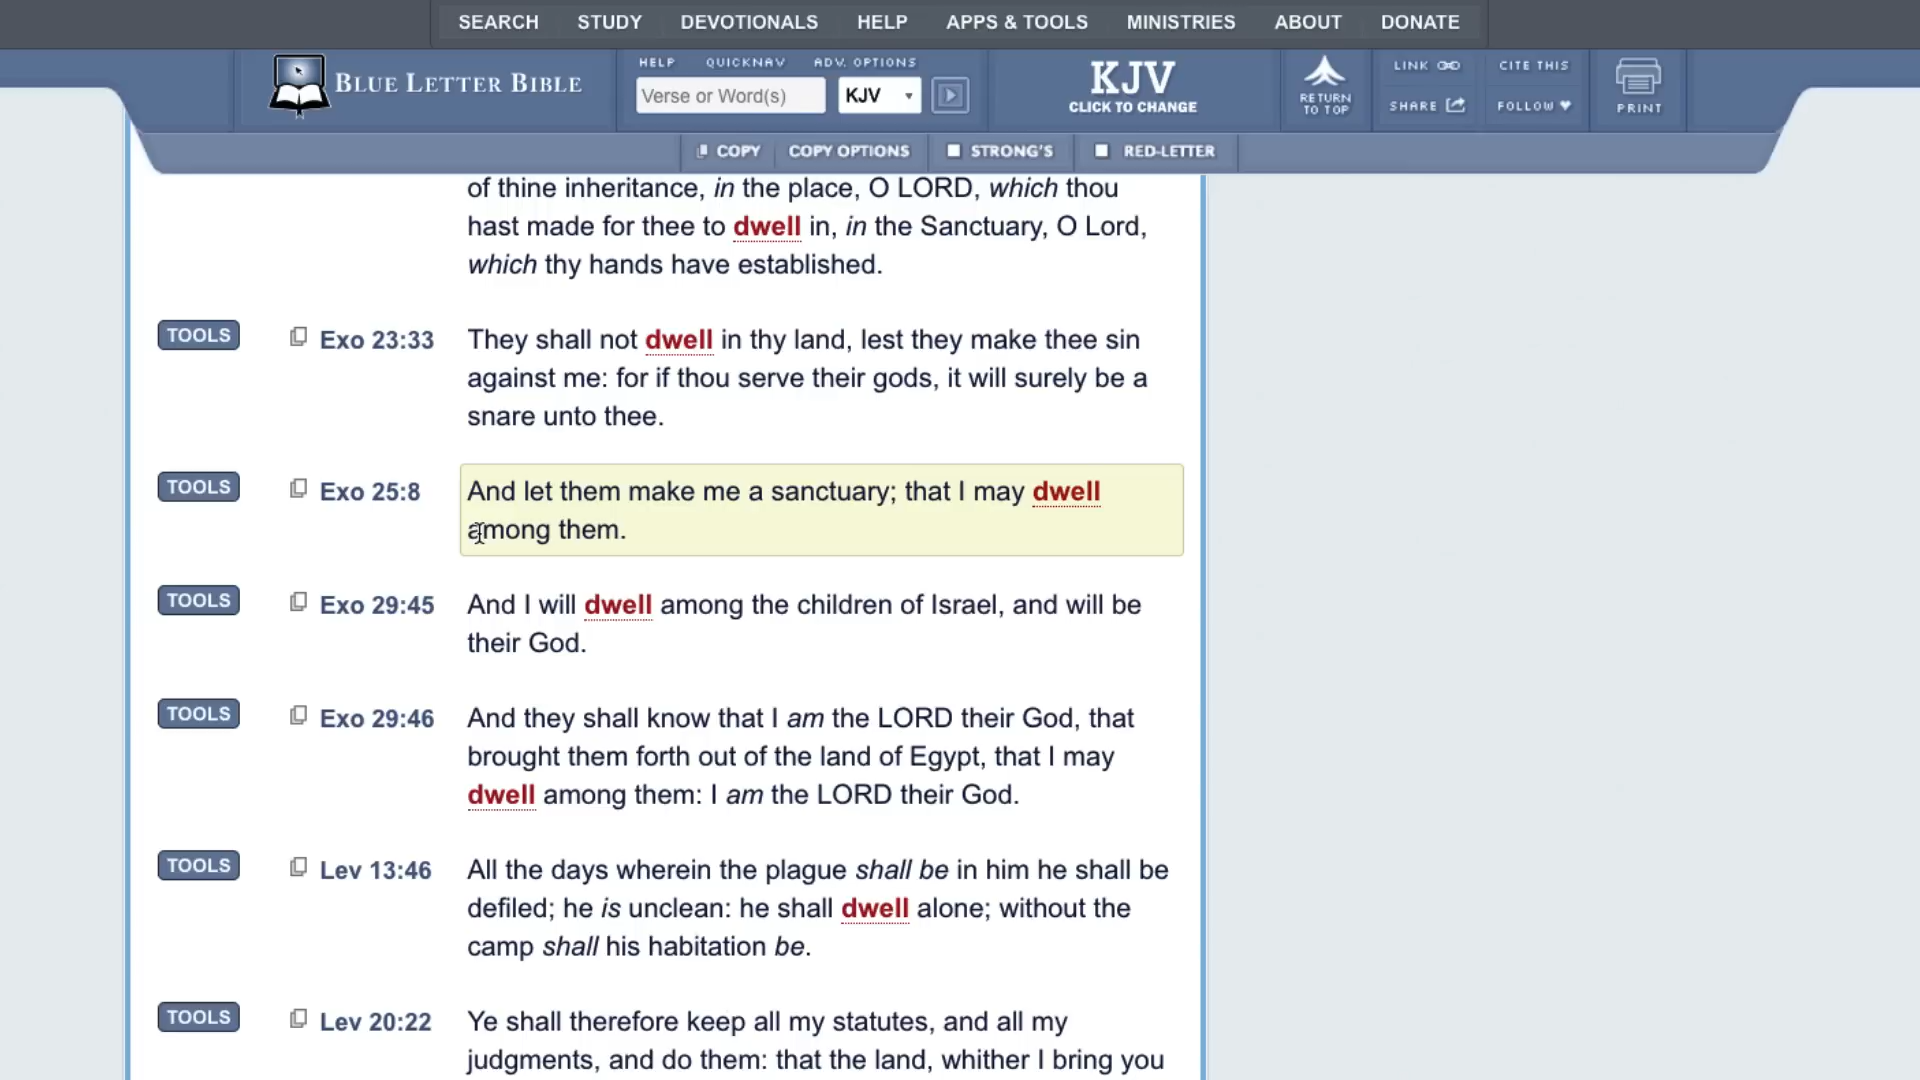 SEARCH STUDY DEVOTIONALS HELP APPS & TOOLS MINISTRIES ABOUT DONATE
BLUE LETTER BIBLE
HELP QUICKNAV ADV. OPTIONS
Verse or Word(s) KJV
KJV
CLICK TO CHANGE
RETURN
TO TOP
LINK
SHARE
CITE THIS
FOLLOW
PRINT
COPY COPY OPTIONS STRONG'S RED-LETTER
of thine inheritance, in the place, O LORD, which thou
hast made for thee to dwell in, in the Sanctuary, O Lord,
which thy hands have established.
TOOLS Exo 23:33 They shall not dwell in thy land, lest they make thee sin
against me: for if thou serve their gods, it will surely be a
snare unto thee.
TOOLS Exo 25:8 And let them make me a sanctuary; that I may dwell
among them.
TOOLS Exo 29:45 And I will dwell among the children of Israel, and will be
their God.
TOOLS Exo 29:46 And they shall know that I am the LORD their God, that
brought them forth out of the land of Egypt, that I may
dwell among them: I am the LORD their God.
TOOLS Lev 13:46 All the days wherein the plague shall be in him he shall be
defiled; he is unclean: he shall dwell alone; without the
camp shall his habitation be.
TOOLS Lev 20:22 Ye shall therefore keep all my statutes, and all my
judgments, and do them: that the land, whither I bring you